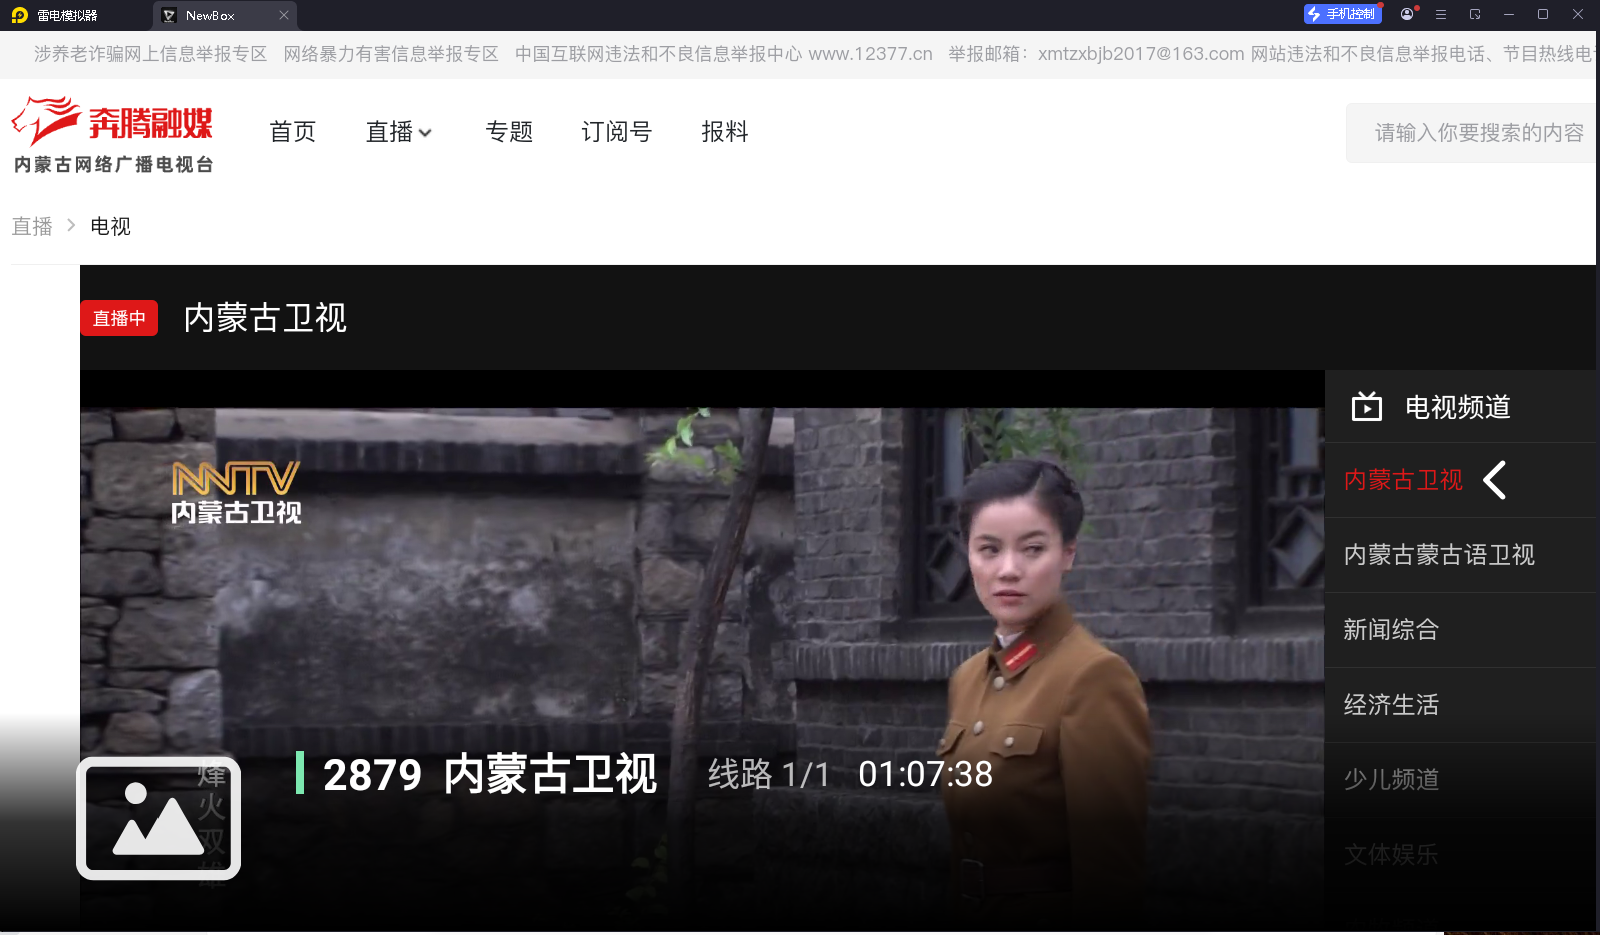 雷电模拟器
NewBox
手机控制
涉养老诈骗网上信息举报专区 网络暴力有害信息举报专区 中国互联网违法和不良信息举报中心 www.12377.cn 举报邮箱：xmtzxbjb2017@163.com 网站违法和不良信息举报电话、节目热线电
奔腾融媒
内蒙古网络广播电视台
首页
直播
专题
订阅号
报料
请输入你要搜索的内容
直播 > 电视
直播中
内蒙古卫视
NNTV
内蒙古卫视
电视频道
内蒙古卫视
内蒙古蒙古语卫视
新闻综合
经济生活
少儿频道
文体娱乐
烽火双雄
2879 内蒙古卫视 线路 1/1 01:07:38